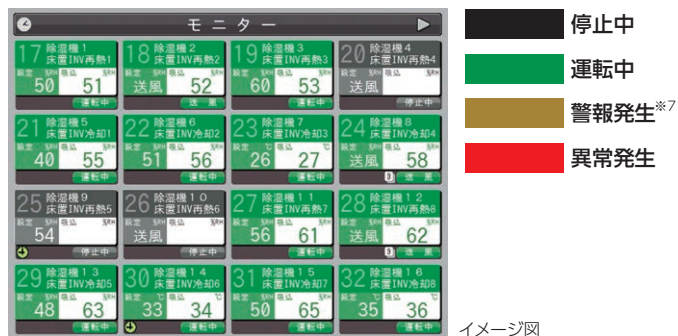 モニター
停止中
運転中
警報発生※7
異常発生
17 除湿機1 床置INV再熱1
設定 %RH 吸込 %RH
50 51
運転中
18 除湿機2 床置INV再熱2
設定 %RH 吸込 %RH
送風 52
送 風
19 除湿機3 床置INV再熱3
設定 %RH 吸込 %RH
60 53
運転中
20 除湿機4 床置INV再熱4
設定 %RH 吸込 %RH
送風
停止中
21 除湿機5 床置INV冷却1
設定 %RH 吸込 %RH
40 55
運転中
22 除湿機6 床置INV冷却2
設定 %RH 吸込 %RH
51 56
運転中
23 除湿機7 床置INV冷却3
設定 ℃ 吸込 ℃
26 27
運転中
24 除湿機8 床置INV冷却4
設定 %RH 吸込 %RH
送風 58
送 風
25 除湿機9 床置INV再熱5
設定 %RH 吸込 %RH
54
停止中
26 除湿機10 床置INV再熱6
設定 %RH 吸込 %RH
送風
停止中
27 除湿機11 床置INV再熱7
設定 %RH 吸込 %RH
56 61
運転中
28 除湿機12 床置INV再熱8
設定 %RH 吸込 %RH
送風 62
送 風
29 除湿機13 床置INV冷却5
設定 %RH 吸込 %RH
48 63
運転中
30 除湿機14 床置INV冷却6
設定 ℃ 吸込 ℃
33 34
運転中
31 除湿機15 床置INV冷却7
設定 %RH 吸込 %RH
50 65
運転中
32 除湿機16 床置INV冷却8
設定 ℃ 吸込 ℃
35 36
運転中
イメージ図